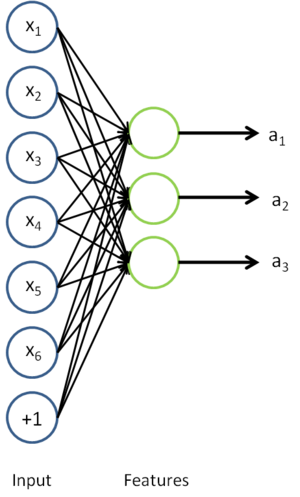 x1
x2
x3
x4
x5
x6
+1
a1
a2
a3
Input
Features